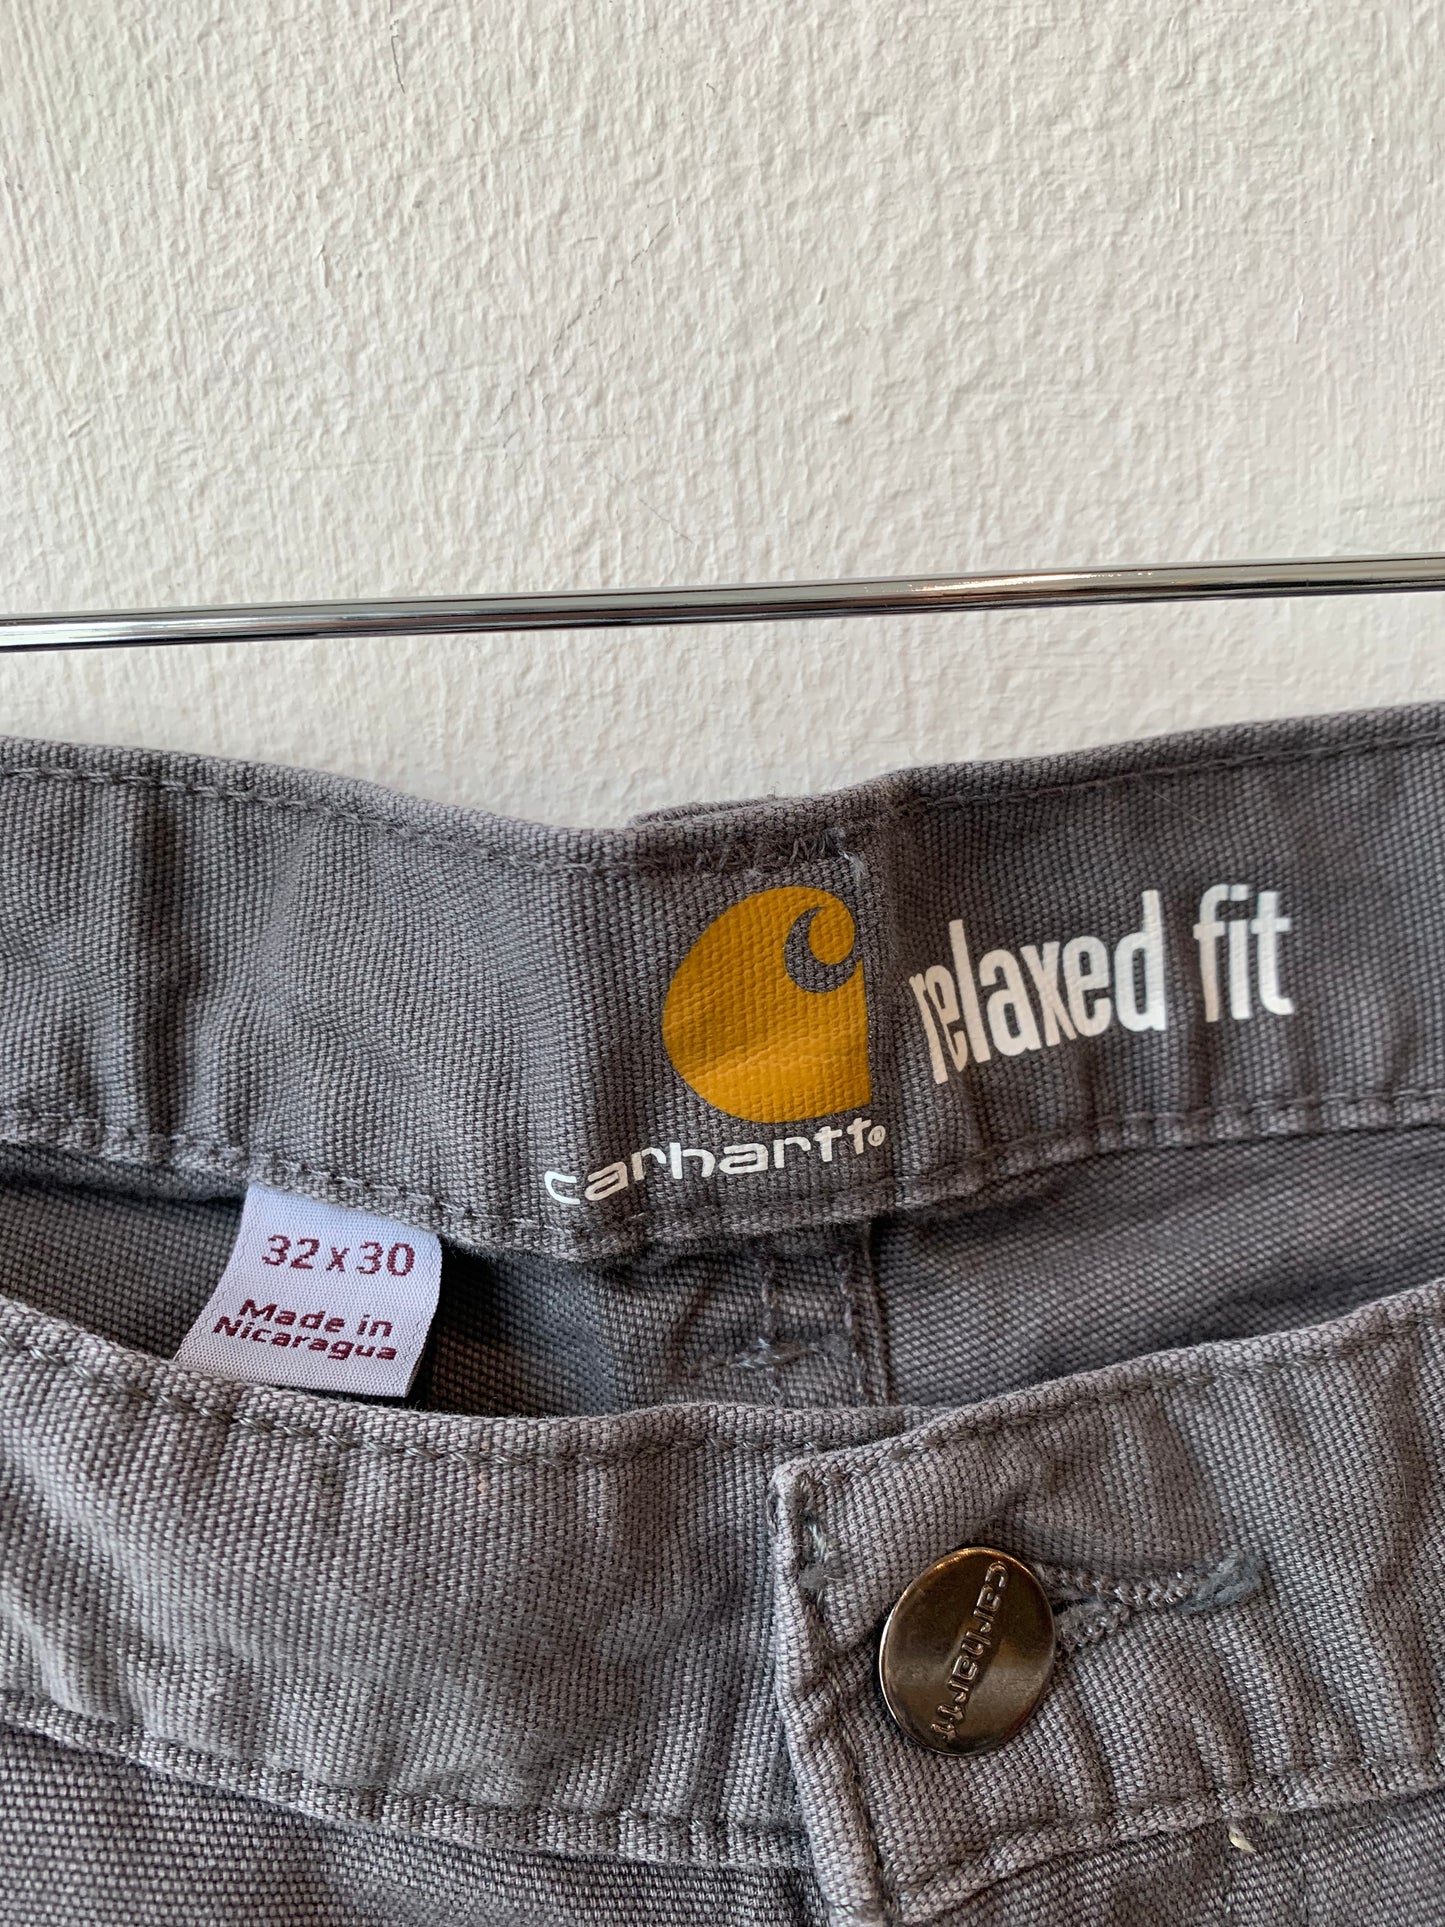 relaxed fit
carhartt®
32 x 30
Made in
Nicaragua
carhartt